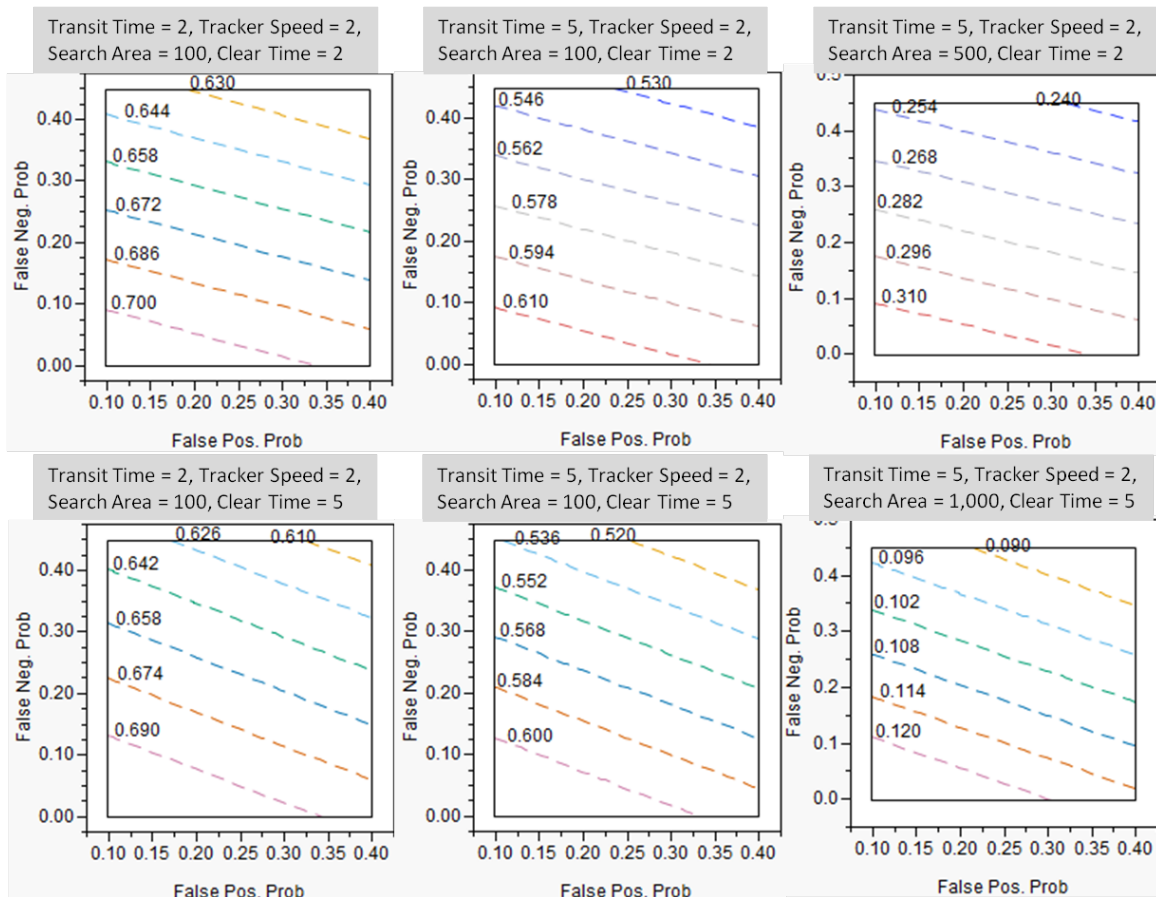 Transit Time = 2, Tracker Speed = 2,
Search Area = 100, Clear Time = 2
0.630
0.644
0.658
0.672
0.686
0.700
0.40
0.30
0.20
0.10
0.00
False Neg. Prob
0.10 0.15 0.20 0.25 0.30 0.35 0.40
False Pos. Prob
Transit Time = 5, Tracker Speed = 2,
Search Area = 100, Clear Time = 2
0.530
0.546
0.562
0.578
0.594
0.610
0.40
0.30
0.20
0.10
0.00
False Neg. Prob
0.10 0.15 0.20 0.25 0.30 0.35 0.40
False Pos. Prob
Transit Time = 5, Tracker Speed = 2,
Search Area = 500, Clear Time = 2
0.240
0.254
0.268
0.282
0.296
0.310
0.5
0.4
0.3
0.2
0.1
0.0
False Neg. Prob
0.10 0.15 0.20 0.25 0.30 0.35 0.40
False Pos. Prob
Transit Time = 2, Tracker Speed = 2,
Search Area = 100, Clear Time = 5
0.626
0.610
0.642
0.658
0.674
0.690
0.40
0.30
0.20
0.10
0.00
False Neg. Prob
0.10 0.15 0.20 0.25 0.30 0.35 0.40
False Pos. Prob
Transit Time = 5, Tracker Speed = 2,
Search Area = 100, Clear Time = 5
0.536
0.520
0.552
0.568
0.584
0.600
0.40
0.30
0.20
0.10
0.00
False Neg. Prob
0.10 0.15 0.20 0.25 0.30 0.35 0.40
False Pos. Prob
Transit Time = 5, Tracker Speed = 2,
Search Area = 1,000, Clear Time = 5
0.090
0.096
0.102
0.108
0.114
0.120
0.4
0.3
0.2
0.1
0.0
False Neg. Prob
0.10 0.15 0.20 0.25 0.30 0.35 0.40
False Pos. Prob